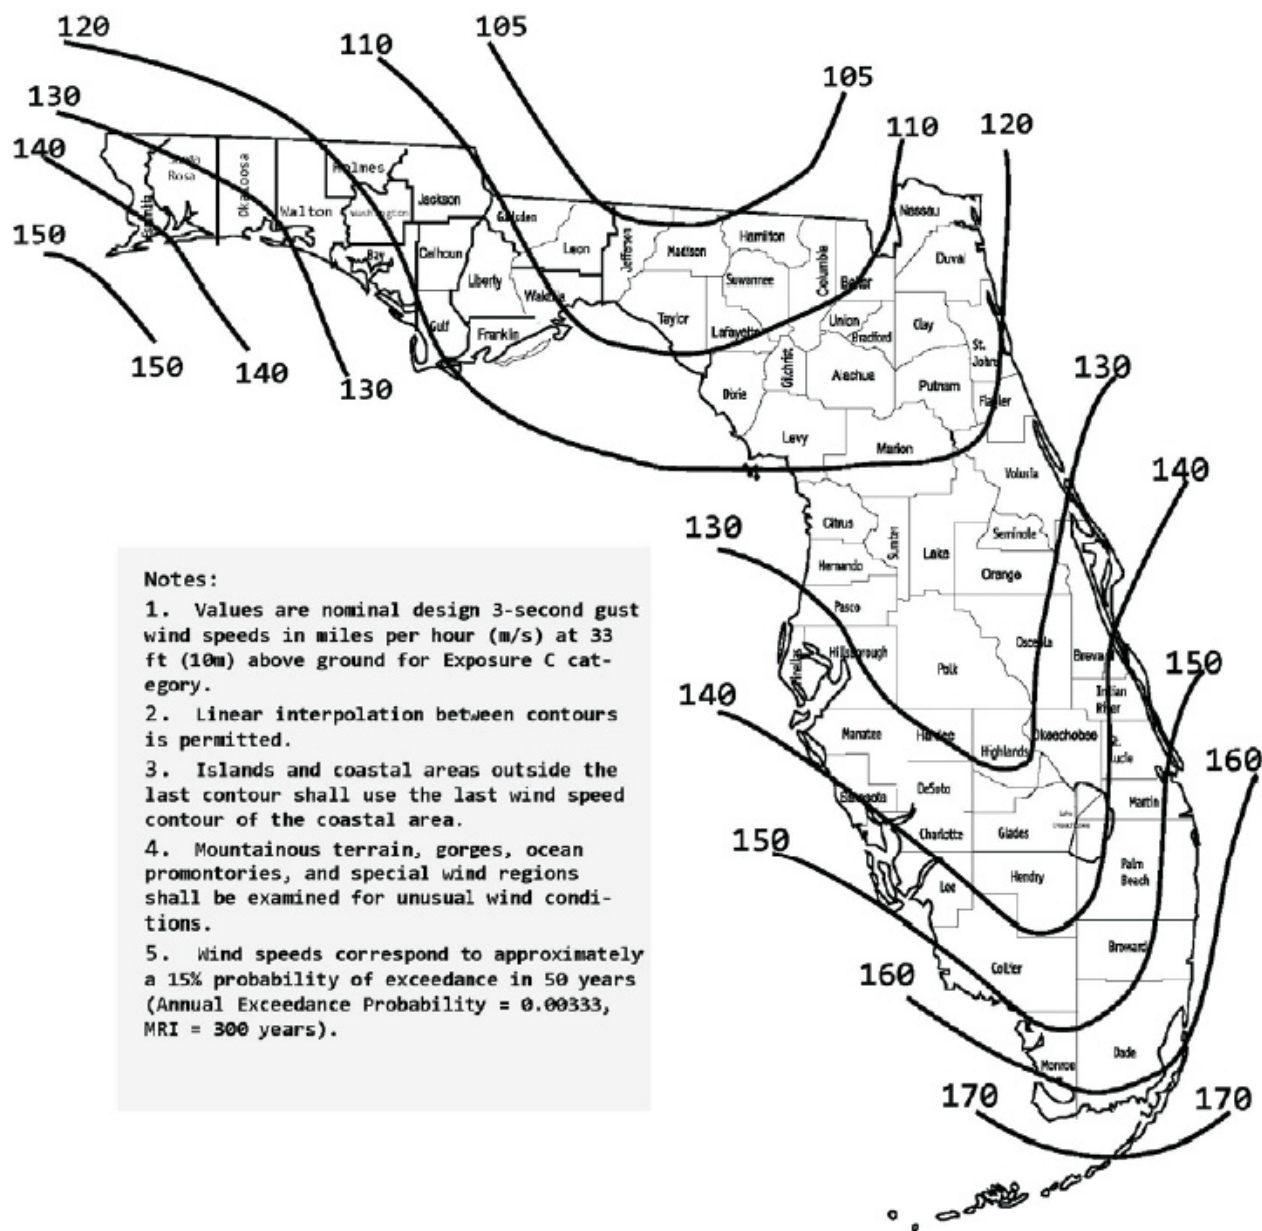 120
110
105
105
130
110
120
140
150
150
140
130
130
140
130
140
150
150
160
160
170
170
Santa
Rosa
Okaloosa
Walton
Holmes
Washington
Jackson
Bay
Calhoun
Gulf
Liberty
Gadsden
Leon
Wakulla
Franklin
Jefferson
Madison
Hamilton
Taylor
Suwannee
Lafayette
Columbia
Baker
Nassau
Duval
Union
Bradford
Clay
St.
Johns
Dixie
Gilchrist
Alachua
Putnam
Flagler
Levy
Marion
Volusia
Citrus
Sumter
Lake
Seminole
Hernando
Orange
Pasco
Pinellas
Hillsborough
Polk
Osceola
Brevard
Indian
River
Manatee
Hardee
Highlands
Okeechobee
St.
Lucie
Sarasota
DeSoto
Martin
Charlotte
Glades
Lee
Hendry
Palm
Beach
Collier
Broward
Monroe
Dade
Notes:
1. Values are nominal design 3-second gust
wind speeds in miles per hour (m/s) at 33
ft (10m) above ground for Exposure C cat-
egory.
2. Linear interpolation between contours
is permitted.
3. Islands and coastal areas outside the
last contour shall use the last wind speed
contour of the coastal area.
4. Mountainous terrain, gorges, ocean
promontories, and special wind regions
shall be examined for unusual wind condi-
tions.
5. Wind speeds correspond to approximately
a 15% probability of exceedance in 50 years
(Annual Exceedance Probability = 0.00333,
MRI = 300 years).